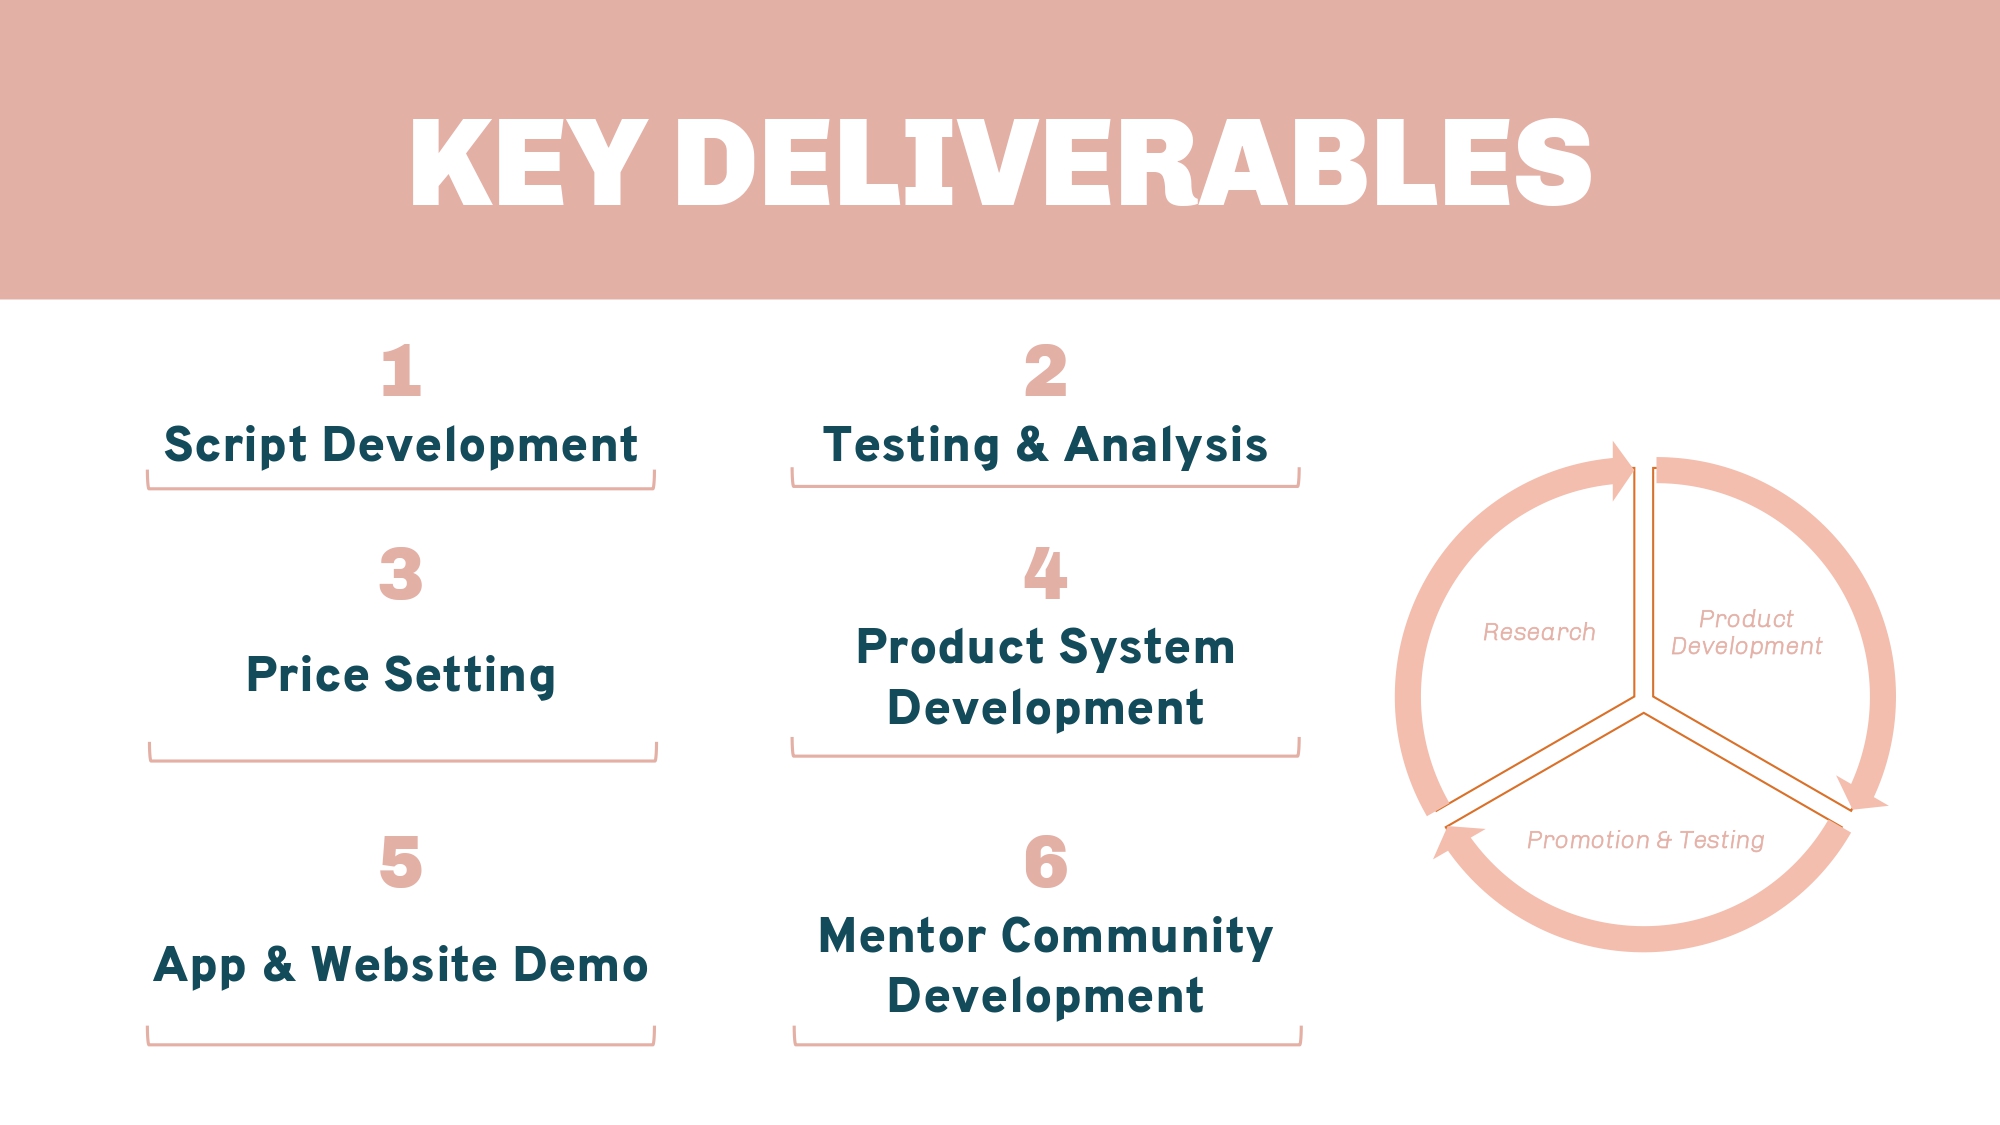 KEY DELIVERABLES
1
Script Development
2
Testing & Analysis
3
Price Setting
4
Product System
Development
5
App & Website Demo
6
Mentor Community
Development
Research
Product
Development
Promotion & Testing